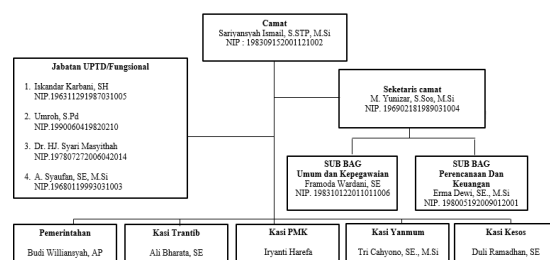 Camat
Sariyansyah Ismail, S.STP, M.Si
NIP : 198309152001121002
Jabatan UPTD/Fungsional
1. Iskandar Karbani, SH
NIP.196311291987031005
2. Umroh, S.Pd
NIP.1990060419820210
3. Dr. HJ. Syari Masyithah
NIP.197807272006042014
4. A. Syaufan, SE, M.Si
NIP.19680119993031003
Seketaris camat
M. Yunizar, S.Sos, M.Si
NIP. 196902181989031004
SUB BAG
Umum dan Kepegawaian
Framoda Wardani, SE
NIP. 198310122011011006
SUB BAG
Perencanaan Dan
Keuangan
Erma Dewi, SE., M.Si
NIP. 198005192009012001
Pemerintahan
Budi Williansyah, AP
Kasi Trantib
Ali Bharata, SE
Kasi PMK
Iryanti Harefa
Kasi Yanmum
Tri Cahyono, SE., M.Si
Kasi Kesos
Duli Ramadhan, SE